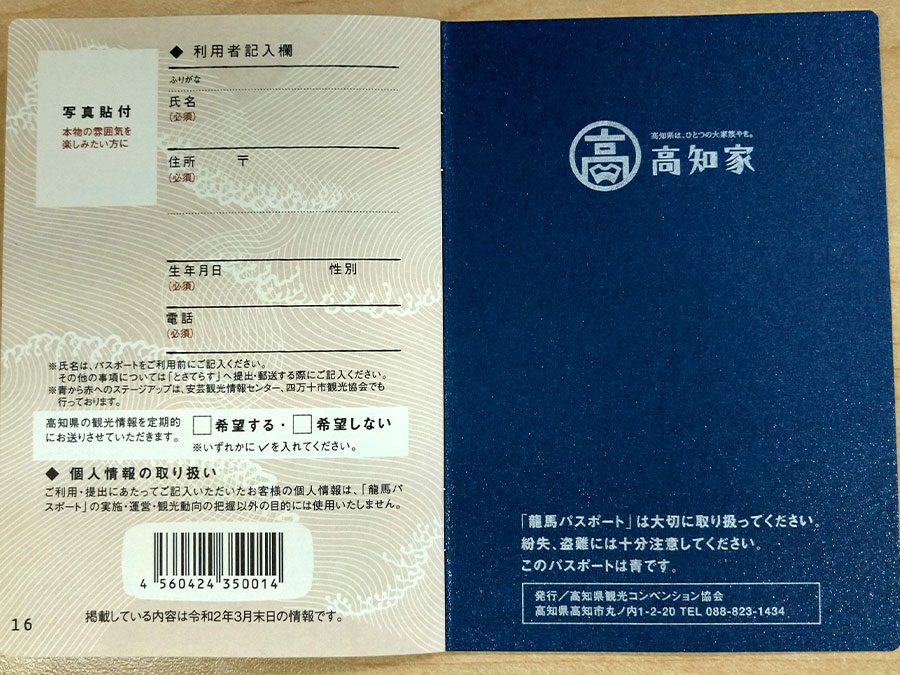 ◆ 利用者記入欄
写真貼付
本物の雰囲気を
楽しみたい方に
ふりがな
氏名
(必須)
住所 〒
(必須)
生年月日 性別
(必須)
電話
(必須)
※氏名は、パスポートをご利用前にご記入ください。
その他の事項については「とさてらす」へ提出・郵送する際にご記入ください。
※青から赤へのステージアップは、安芸観光情報センター、四万十市観光協会でも
行っております。
高知県の観光情報を定期的
にお送りさせていただきます。
□希望する・□希望しない
※いずれかに✓を入れてください。
◆ 個人情報の取り扱い
ご利用・提出にあたってご記入いただいたお客様の個人情報は、「龍馬パ
スポート」の実施・運営・観光動向の把握以外の目的には使用いたしません。
4 560424 350014
掲載している内容は令和2年3月末日の情報です。
16
高
高知県は、ひとつの大家族やき。
高知家
「龍馬パスポート」は大切に取り扱ってください。
紛失、盗難には十分注意してください。
このパスポートは青です。
発行／高知県観光コンベンション協会
高知県高知市丸ノ内1-2-20 TEL 088-823-1434